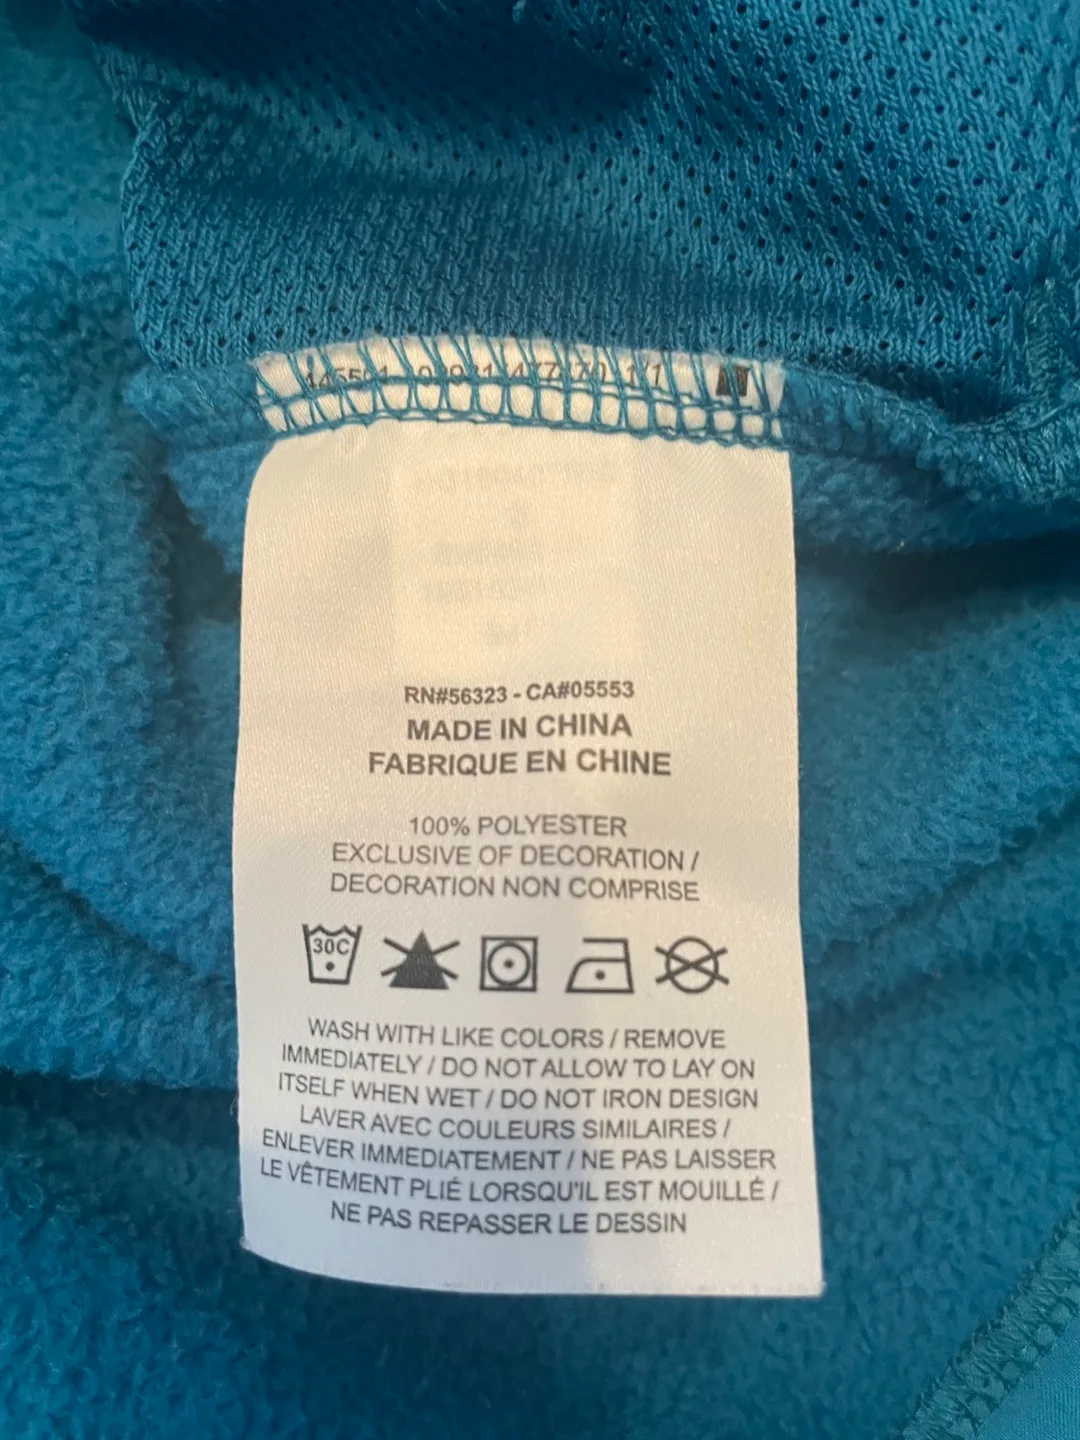 RN#56323 - CA#05553
MADE IN CHINA
FABRIQUE EN CHINE
100% POLYESTER
EXCLUSIVE OF DECORATION /
DECORATION NON COMPRISE
30C
WASH WITH LIKE COLORS / REMOVE
IMMEDIATELY / DO NOT ALLOW TO LAY ON
ITSELF WHEN WET / DO NOT IRON DESIGN
LAVER AVEC COULEURS SIMILAIRES /
ENLEVER IMMEDIATEMENT / NE PAS LAISSER
LE VÊTEMENT PLIÉ LORSQU'IL EST MOUILLÉ /
NE PAS REPASSER LE DESSIN